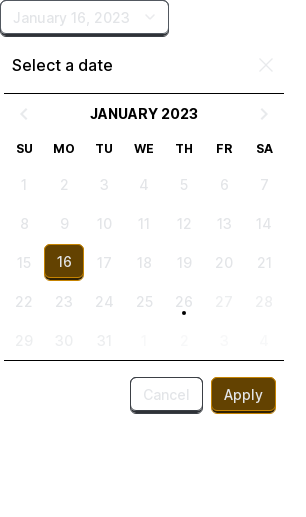 January 16, 2023
Select a date
JANUARY 2023
SU MO TU WE TH FR SA
1 2 3 4 5 6 7
8 9 10 11 12 13 14
15 16 17 18 19 20 21
22 23 24 25 26 27 28
29 30 31 1 2 3 4
Cancel Apply